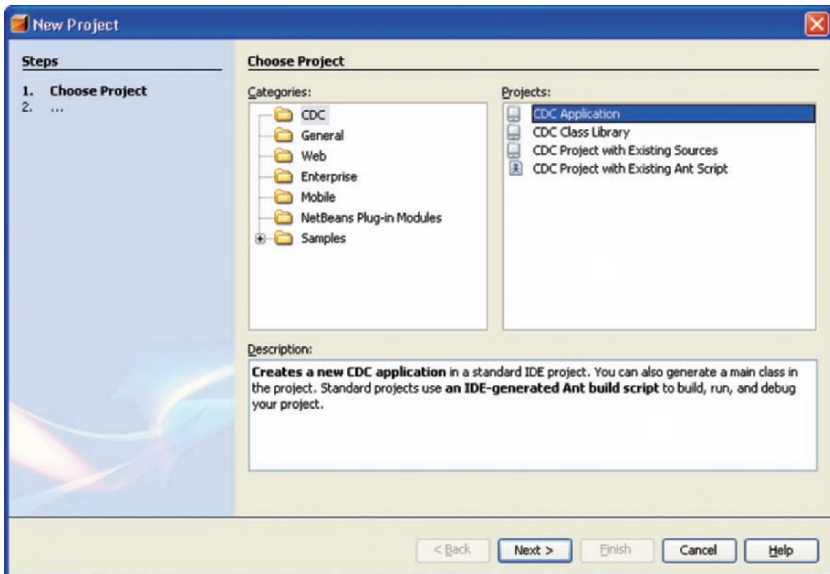 New Project
Steps
1. Choose Project
2. ...
Choose Project
Categories:
CDC
General
Web
Enterprise
Mobile
NetBeans Plug-in Modules
Samples
Projects:
CDC Application
CDC Class Library
CDC Project with Existing Sources
CDC Project with Existing Ant Script
Description:
Creates a new CDC application in a standard IDE project. You can also generate a main class in
the project. Standard projects use an IDE-generated Ant build script to build, run, and debug
your project.
< Back
Next >
Finish
Cancel
Help